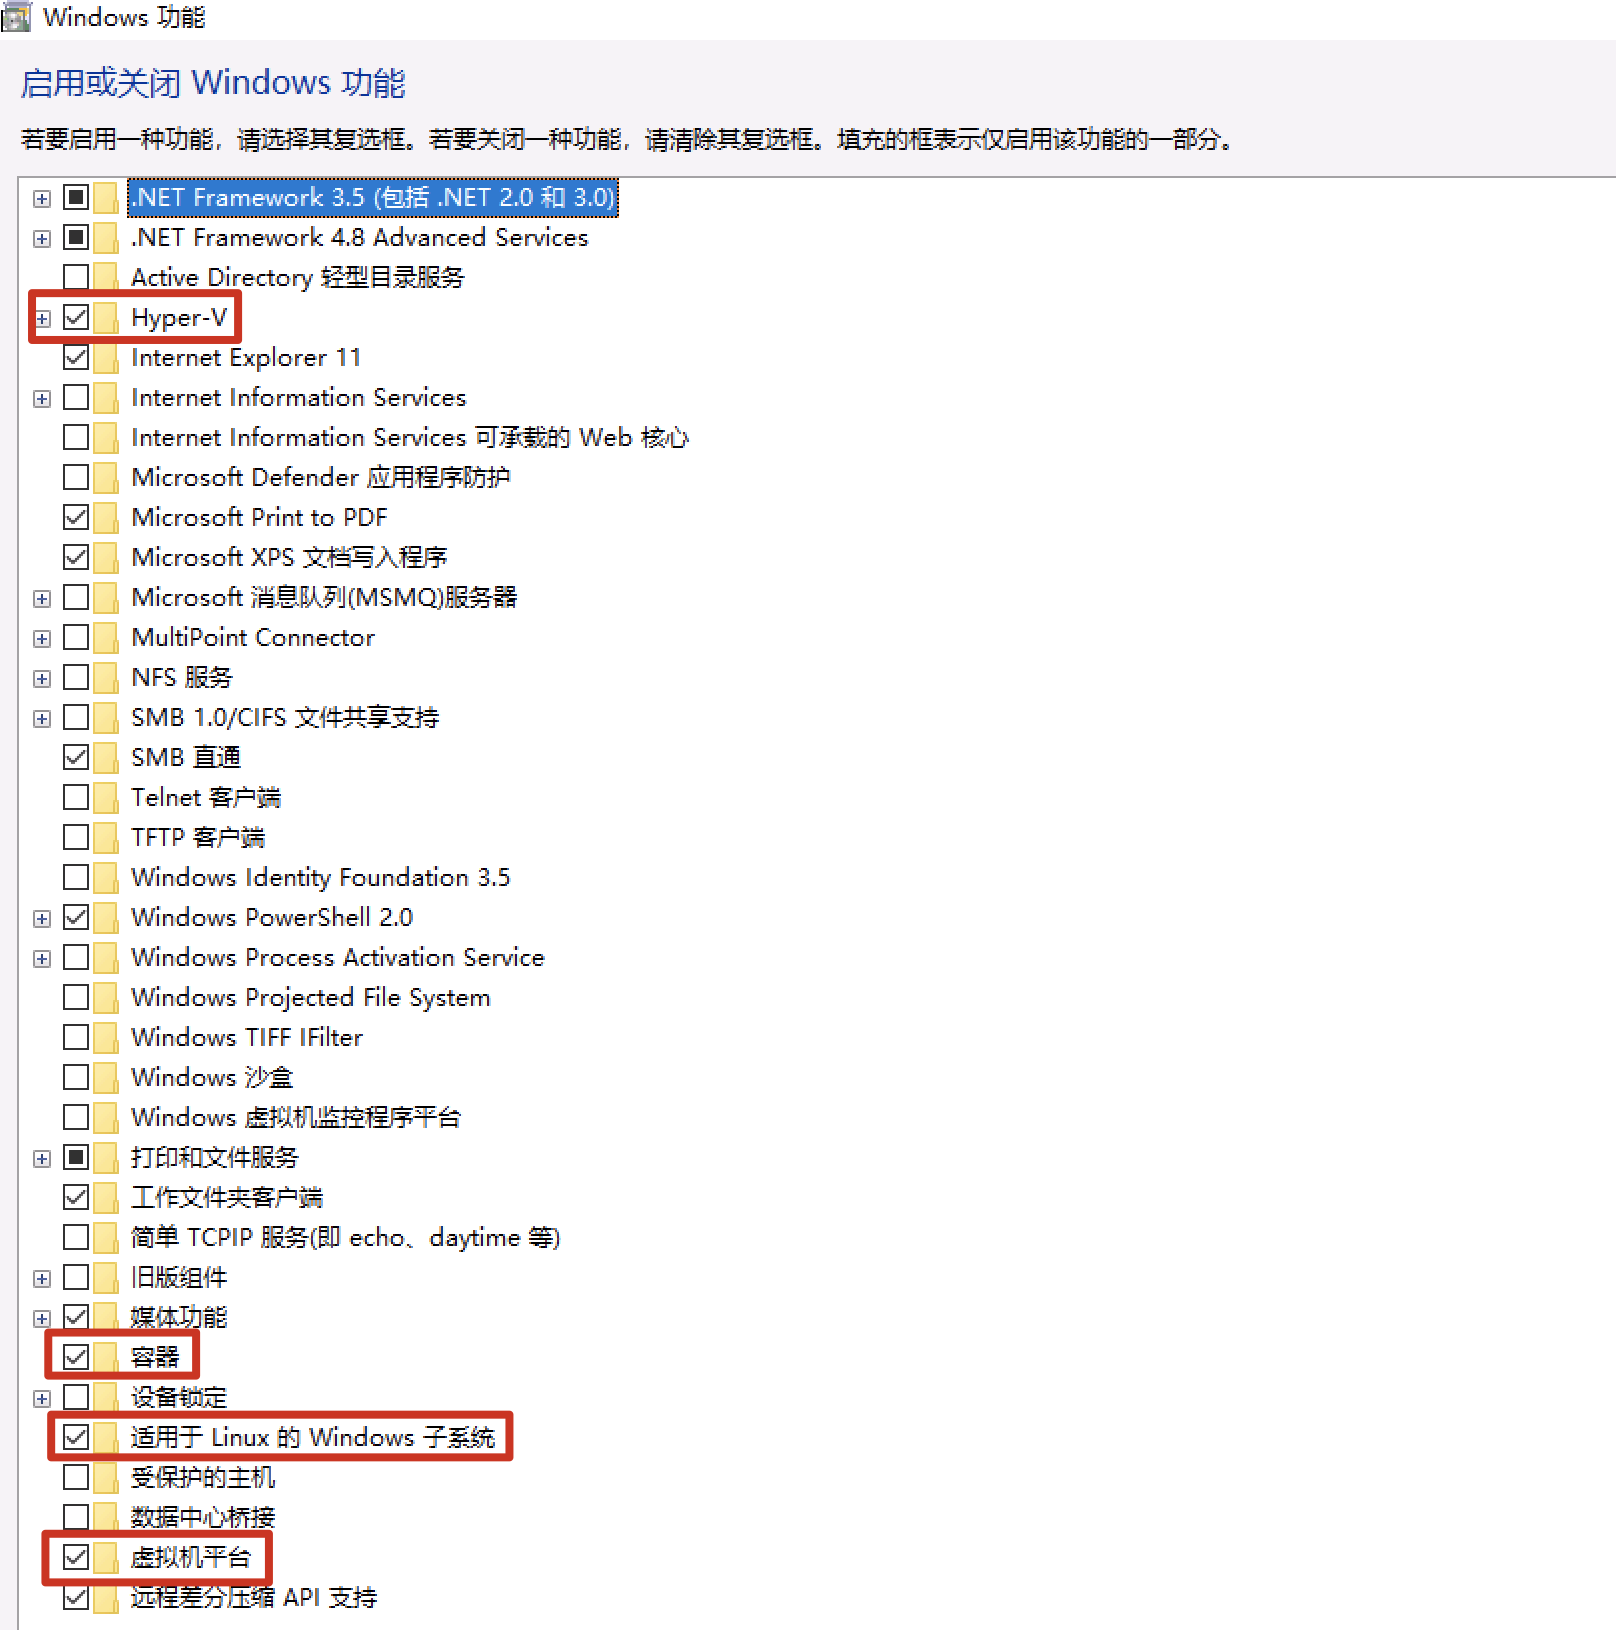 Windows 功能
启用或关闭 Windows 功能
若要启用一种功能，请选择其复选框。若要关闭一种功能，请清除其复选框。填充的框表示仅启用该功能的一部分。
.NET Framework 3.5 (包括 .NET 2.0 和 3.0)
.NET Framework 4.8 Advanced Services
Active Directory 轻型目录服务
Hyper-V
Internet Explorer 11
Internet Information Services
Internet Information Services 可承载的 Web 核心
Microsoft Defender 应用程序防护
Microsoft Print to PDF
Microsoft XPS 文档写入程序
Microsoft 消息队列(MSMQ)服务器
MultiPoint Connector
NFS 服务
SMB 1.0/CIFS 文件共享支持
SMB 直通
Telnet 客户端
TFTP 客户端
Windows Identity Foundation 3.5
Windows PowerShell 2.0
Windows Process Activation Service
Windows Projected File System
Windows TIFF IFilter
Windows 沙盒
Windows 虚拟机监控程序平台
打印和文件服务
工作文件夹客户端
简单 TCPIP 服务(即 echo、daytime 等)
旧版组件
媒体功能
容器
设备锁定
适用于 Linux 的 Windows 子系统
受保护的主机
数据中心桥接
虚拟机平台
远程差分压缩 API 支持